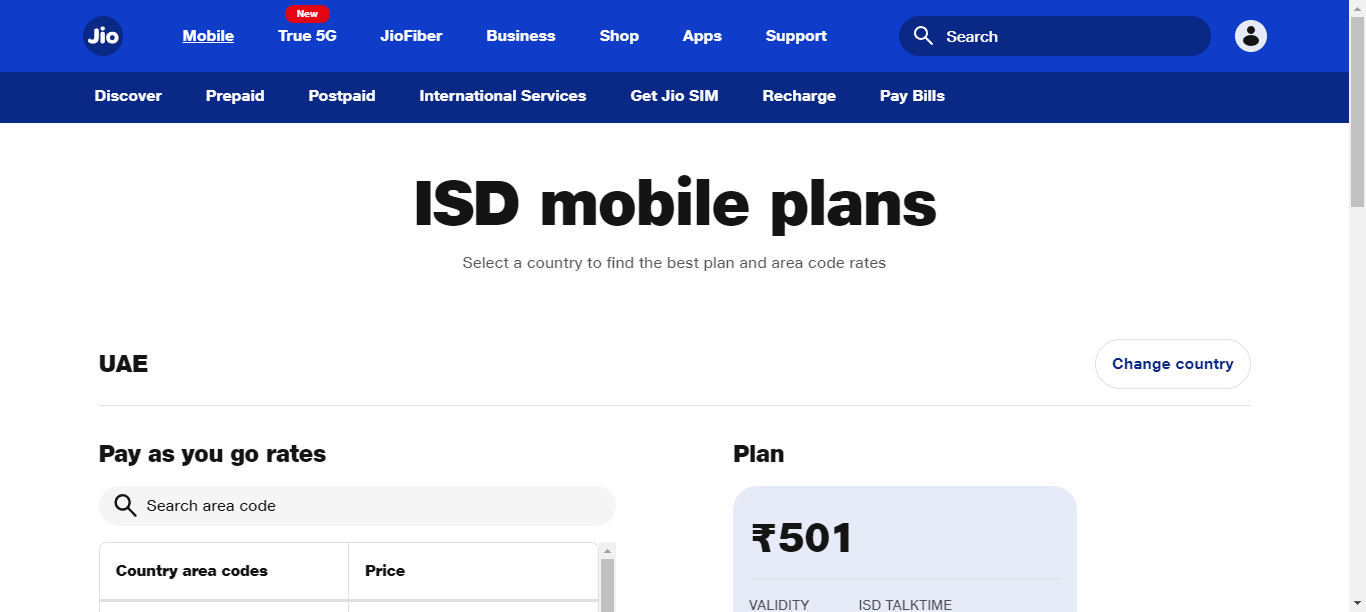 New
Jio Mobile True 5G JioFiber Business Shop Apps Support Search
Discover Prepaid Postpaid International Services Get Jio SIM Recharge Pay Bills
ISD mobile plans
Select a country to find the best plan and area code rates
UAE Change country
Pay as you go rates
Search area code
Country area codes Price
Plan
₹501
VALIDITY ISD TALKTIME